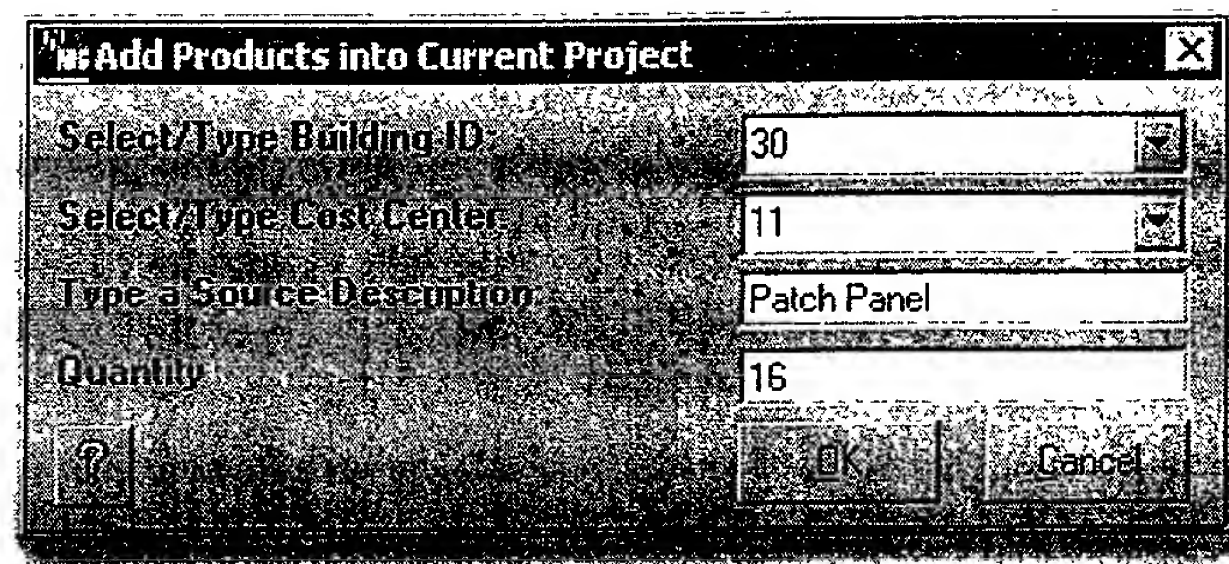 Add Products into Current Project
Select/Type Building ID: 30
Select/Type Cost Center: 11
Type a Source Description: Patch Panel
Quantity 16
? OK Cancel